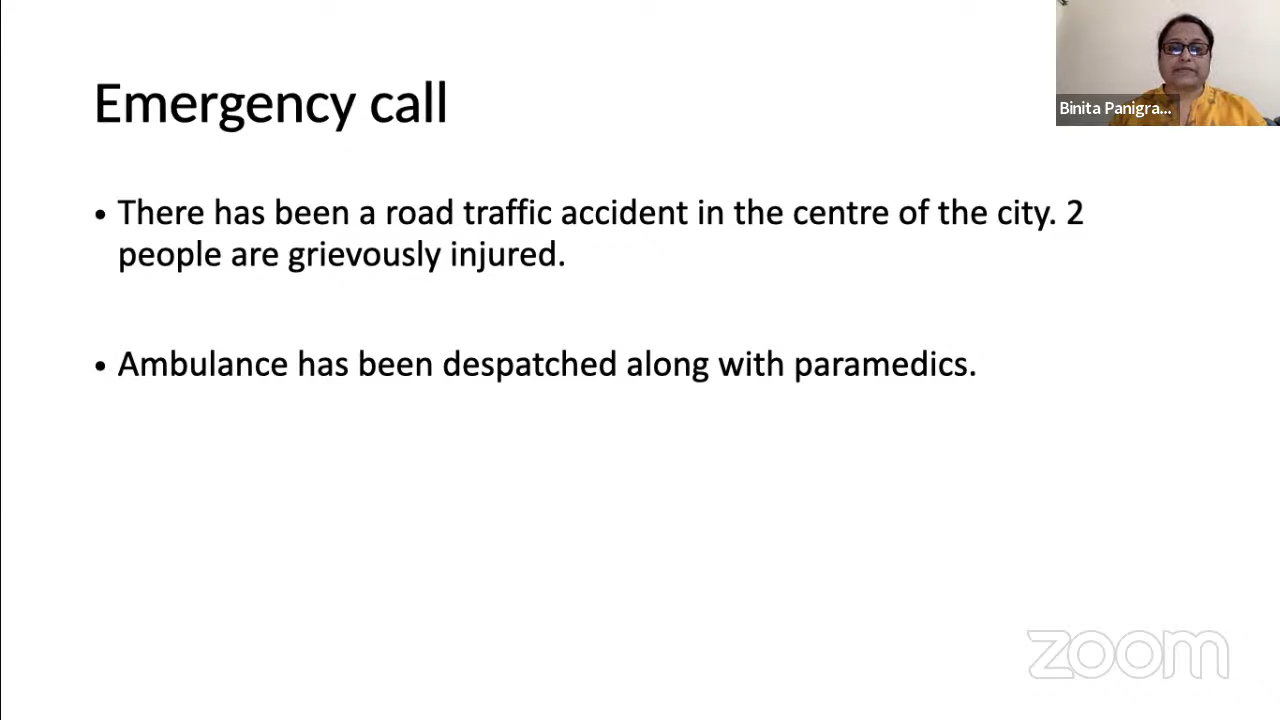 Emergency call
Binita Panigra...
• There has been a road traffic accident in the centre of the city. 2
people are grievously injured.
• Ambulance has been despatched along with paramedics.
zoom